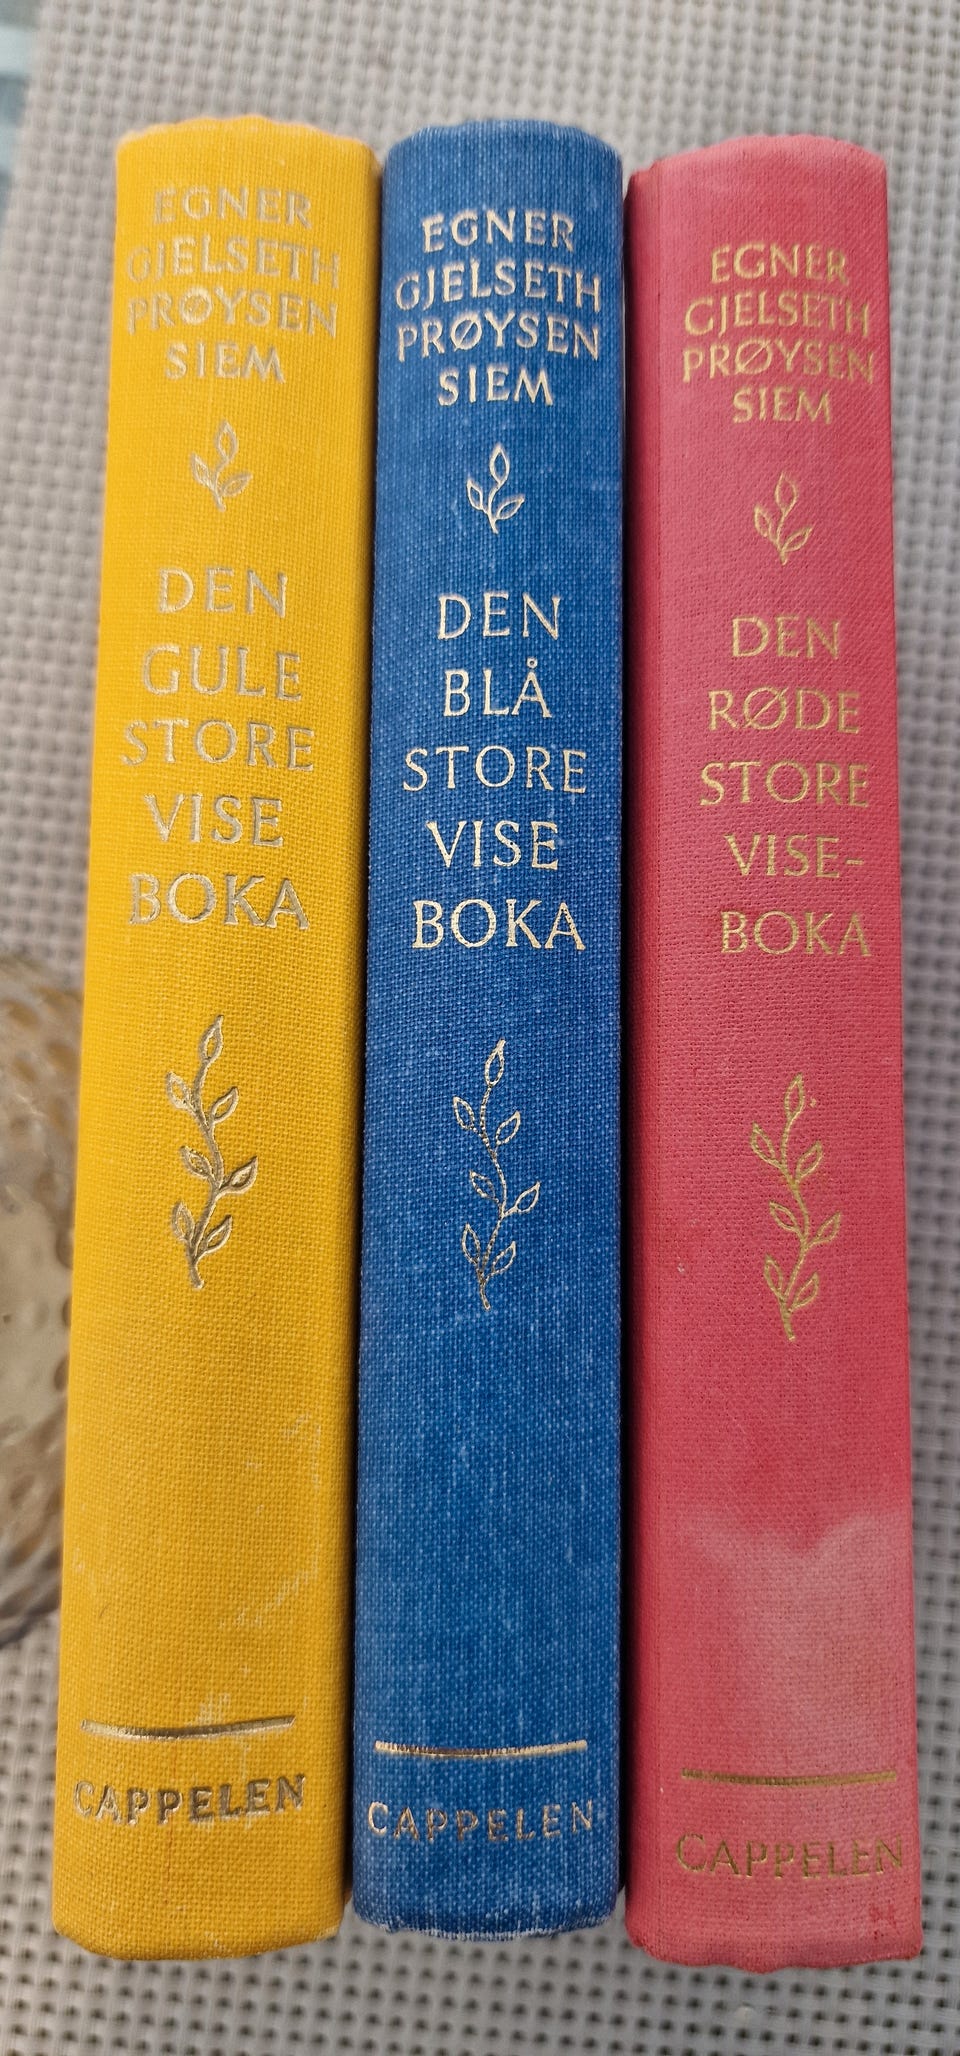 EGNER
GJELSETH
PRØYSEN
SIEM
DEN
GULE
STORE
VISE
BOKA
CAPPELEN
EGNER
GJELSETH
PRØYSEN
SIEM
DEN
BLÅ
STORE
VISE
BOKA
CAPPELEN
EGNER
GJELSETH
PRØYSEN
SIEM
DEN
RØDE
STORE
VISE-
BOKA
CAPPELEN